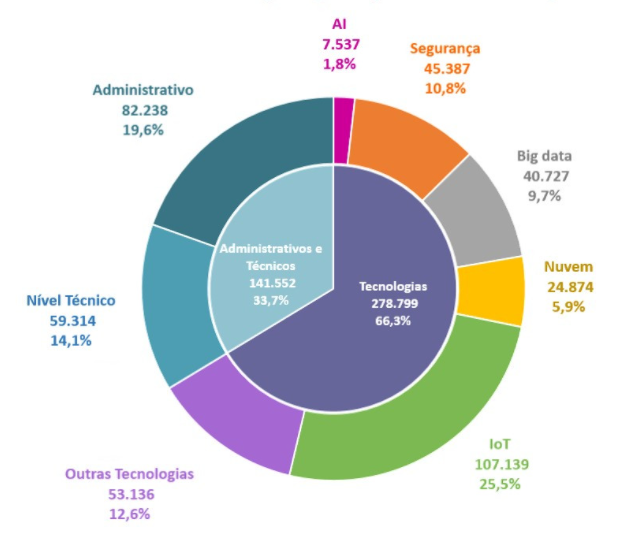 AI
7.537
1,8%
Segurança
45.387
10,8%
Administrativo
82.238
19,6%
Big data
40.727
9,7%
Administrativos e
Técnicos
141.552
33,7%
Tecnologias
278.799
66,3%
Nuvem
24.874
5,9%
Nível Técnico
59.314
14,1%
IoT
107.139
25,5%
Outras Tecnologias
53.136
12,6%